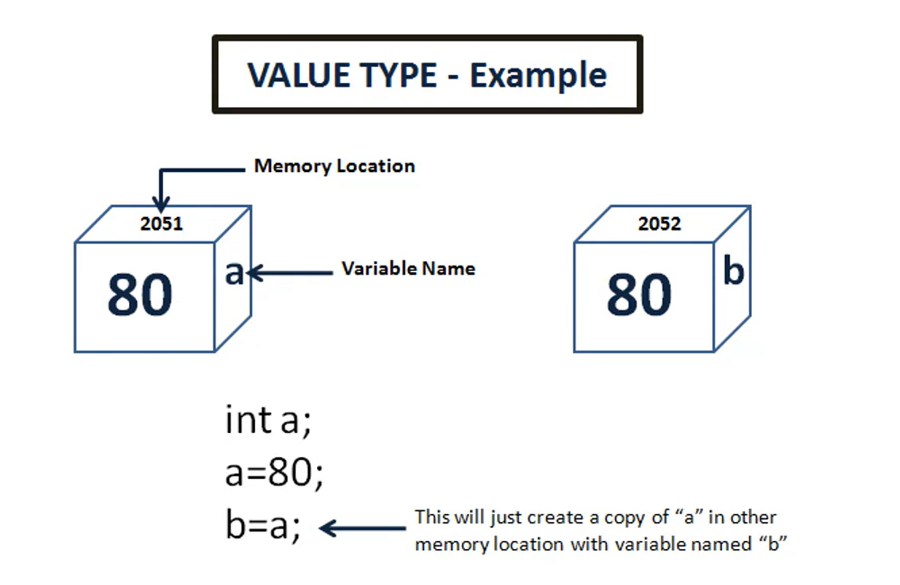 VALUE TYPE - Example
Memory Location
2051
80
a
Variable Name
2052
80
b
int a;
a=80;
b=a;
This will just create a copy of “a” in other
memory location with variable named “b”